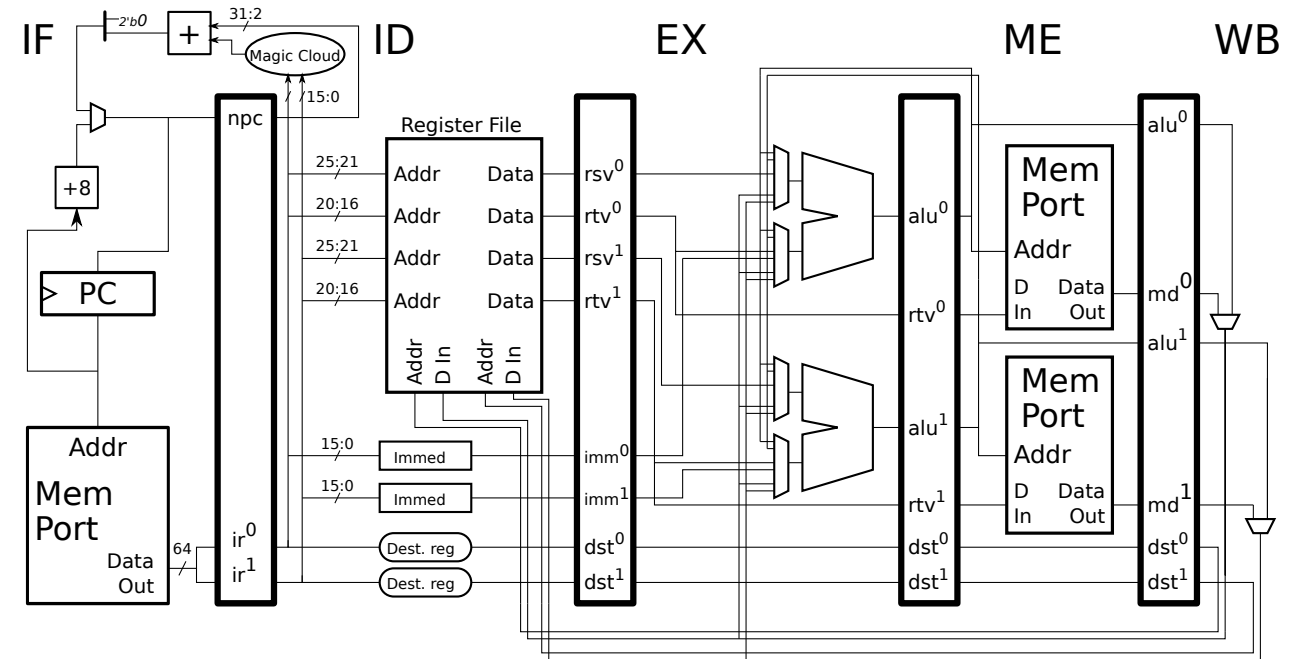 IF
ID
EX
ME
WB
31:2
2'b0
+
Magic Cloud
15:0
npc
+8
PC
Addr
Mem
Port
Data
Out
64
ir0
ir1
Register File
25:21
Addr
Data
20:16
Addr
Data
25:21
Addr
Data
20:16
Addr
Data
Addr
D In
Addr
D In
15:0
Immed
15:0
Immed
Dest. reg
Dest. reg
rsv0
rtv0
rsv1
rtv1
imm0
imm1
dst0
dst1
alu0
rtv0
alu1
rtv1
dst0
dst1
Mem
Port
Addr
D
In
Data
Out
Mem
Port
Addr
D
In
Data
Out
alu0
md0
alu1
md1
dst0
dst1